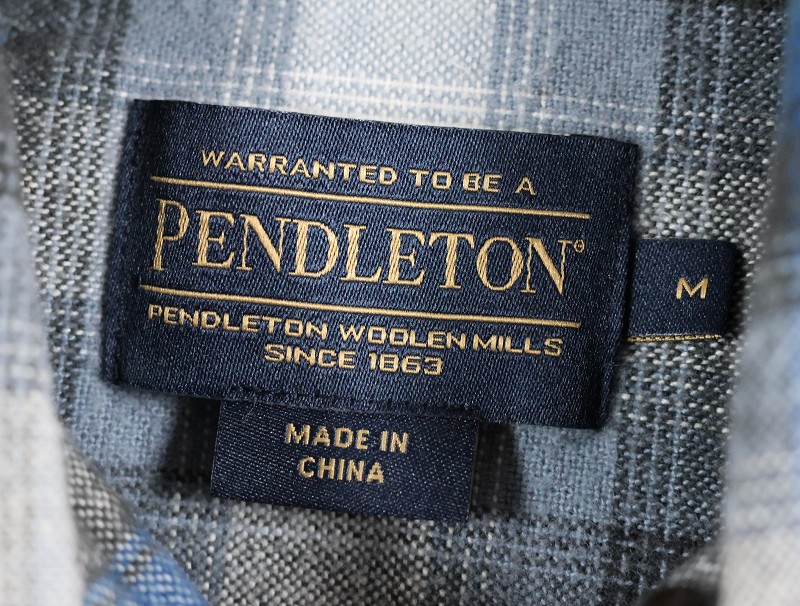 WARRANTED TO BE A
PENDLETON®
PENDLETON WOOLEN MILLS
SINCE 1863
M
MADE IN
CHINA